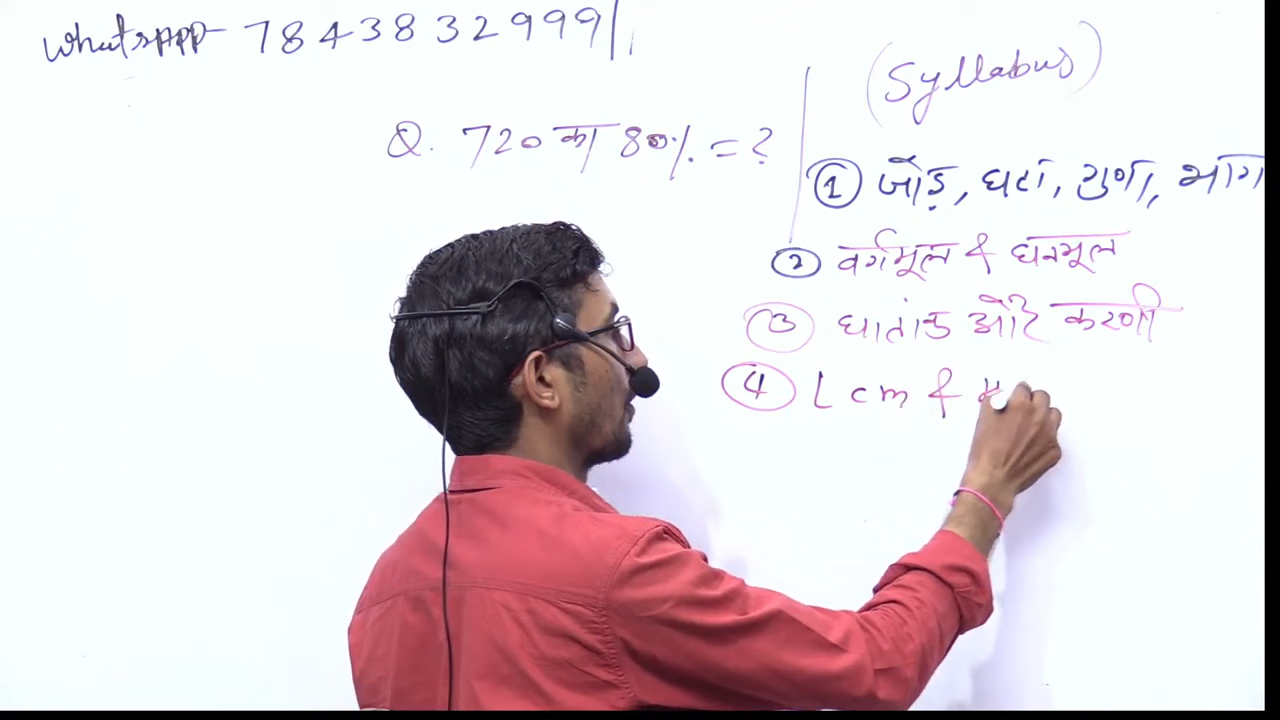 Whatsapp - 7843832999
Q. 720 का 80% = ?
(Syllabus)
① जोड़, घटा, गुणा, भाग
② वर्गमूल & घनमूल
③ घातांक और करणी
④ Lcm & H